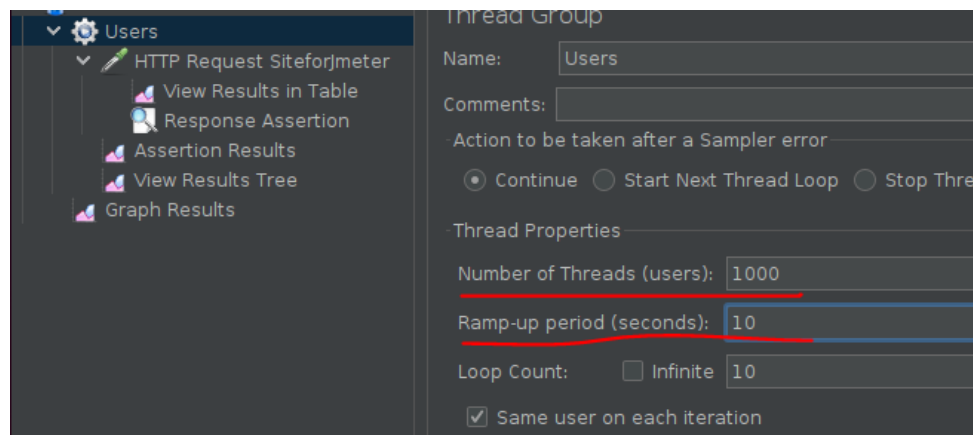 Users
HTTP Request SiteforJmeter
View Results in Table
Response Assertion
Assertion Results
View Results Tree
Graph Results
Thread Group
Name: Users
Comments:
Action to be taken after a Sampler error
Continue Start Next Thread Loop Stop Thre
Thread Properties
Number of Threads (users): 1000
Ramp-up period (seconds): 10
Loop Count: Infinite 10
Same user on each iteration